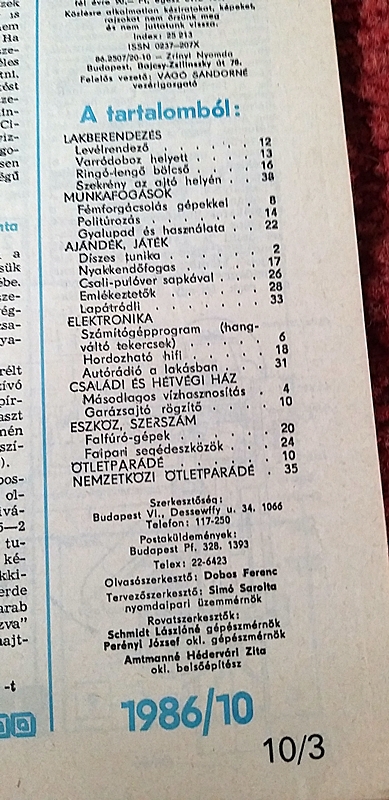 Közlésre alkalmatlan kéziratokat, képeket,
rajzokat nem őrzünk meg
és nem juttatunk vissza.
Index: 25 213
ISSN 0237—207X
86.2507/20-10 — Zrínyi Nyomda
Budapest, Bajcsy-Zsilinszky út 78.
Felelős vezető: VÁGÓ SÁNDORNÉ
vezérigazgató
A tartalomból:
LAKBERENDEZÉS
Levélrendező . . . . . 12
Varródoboz helyett . . . . 13
Ringó-lengő bölcső . . . . 16
Szekrény az ajtó helyén . . 38
MUNKAFOGÁSOK
Fémforgácsolás gépekkel . . 8
Politúrozás . . . . . 14
Gyalupad és használata . . 22
AJÁNDÉK, JÁTÉK
Díszes tunika . . . . . 2
Nyakkendőfogas . . . . 17
Csali-pulóver sapkával . . 26
Emlékeztetők . . . . . 28
Lapátródli . . . . . 33
ELEKTRONIKA
Számítógépprogram (hang-
váltó tekercsek) . . . . 6
Hordozható hifi . . . . 18
Autórádió a lakásban . . . 31
CSALÁDI ÉS HÉTVÉGI HÁZ
Másodlagos vízhasznosítás . 4
Garázsajtó rögzítő . . . . 10
ESZKÖZ, SZERSZÁM
Falfúró-gépek . . . . . 20
Faipari segédeszközök . . . 24
ÖTLETPARÁDÉ . . . . . 10
NEMZETKÖZI ÖTLETPARÁDÉ . 35
Szerkesztőség:
Budapest VI., Dessewffy u. 34. 1066
Telefon: 117-250
Postaküldemények:
Budapest Pf. 328. 1393
Telex: 22-6423
Olvasószerkesztő: Dobos Ferenc
Tervezőszerkesztő: Simó Sarolta
nyomdaipari üzemmérnök
Rovatszerkesztők:
Schmidt Lászlóné gépészmérnök
Perényi József okl. gépészmérnök
Amtmanné Hédervári Zita
okl. belsőépítész
1986/10
10/3